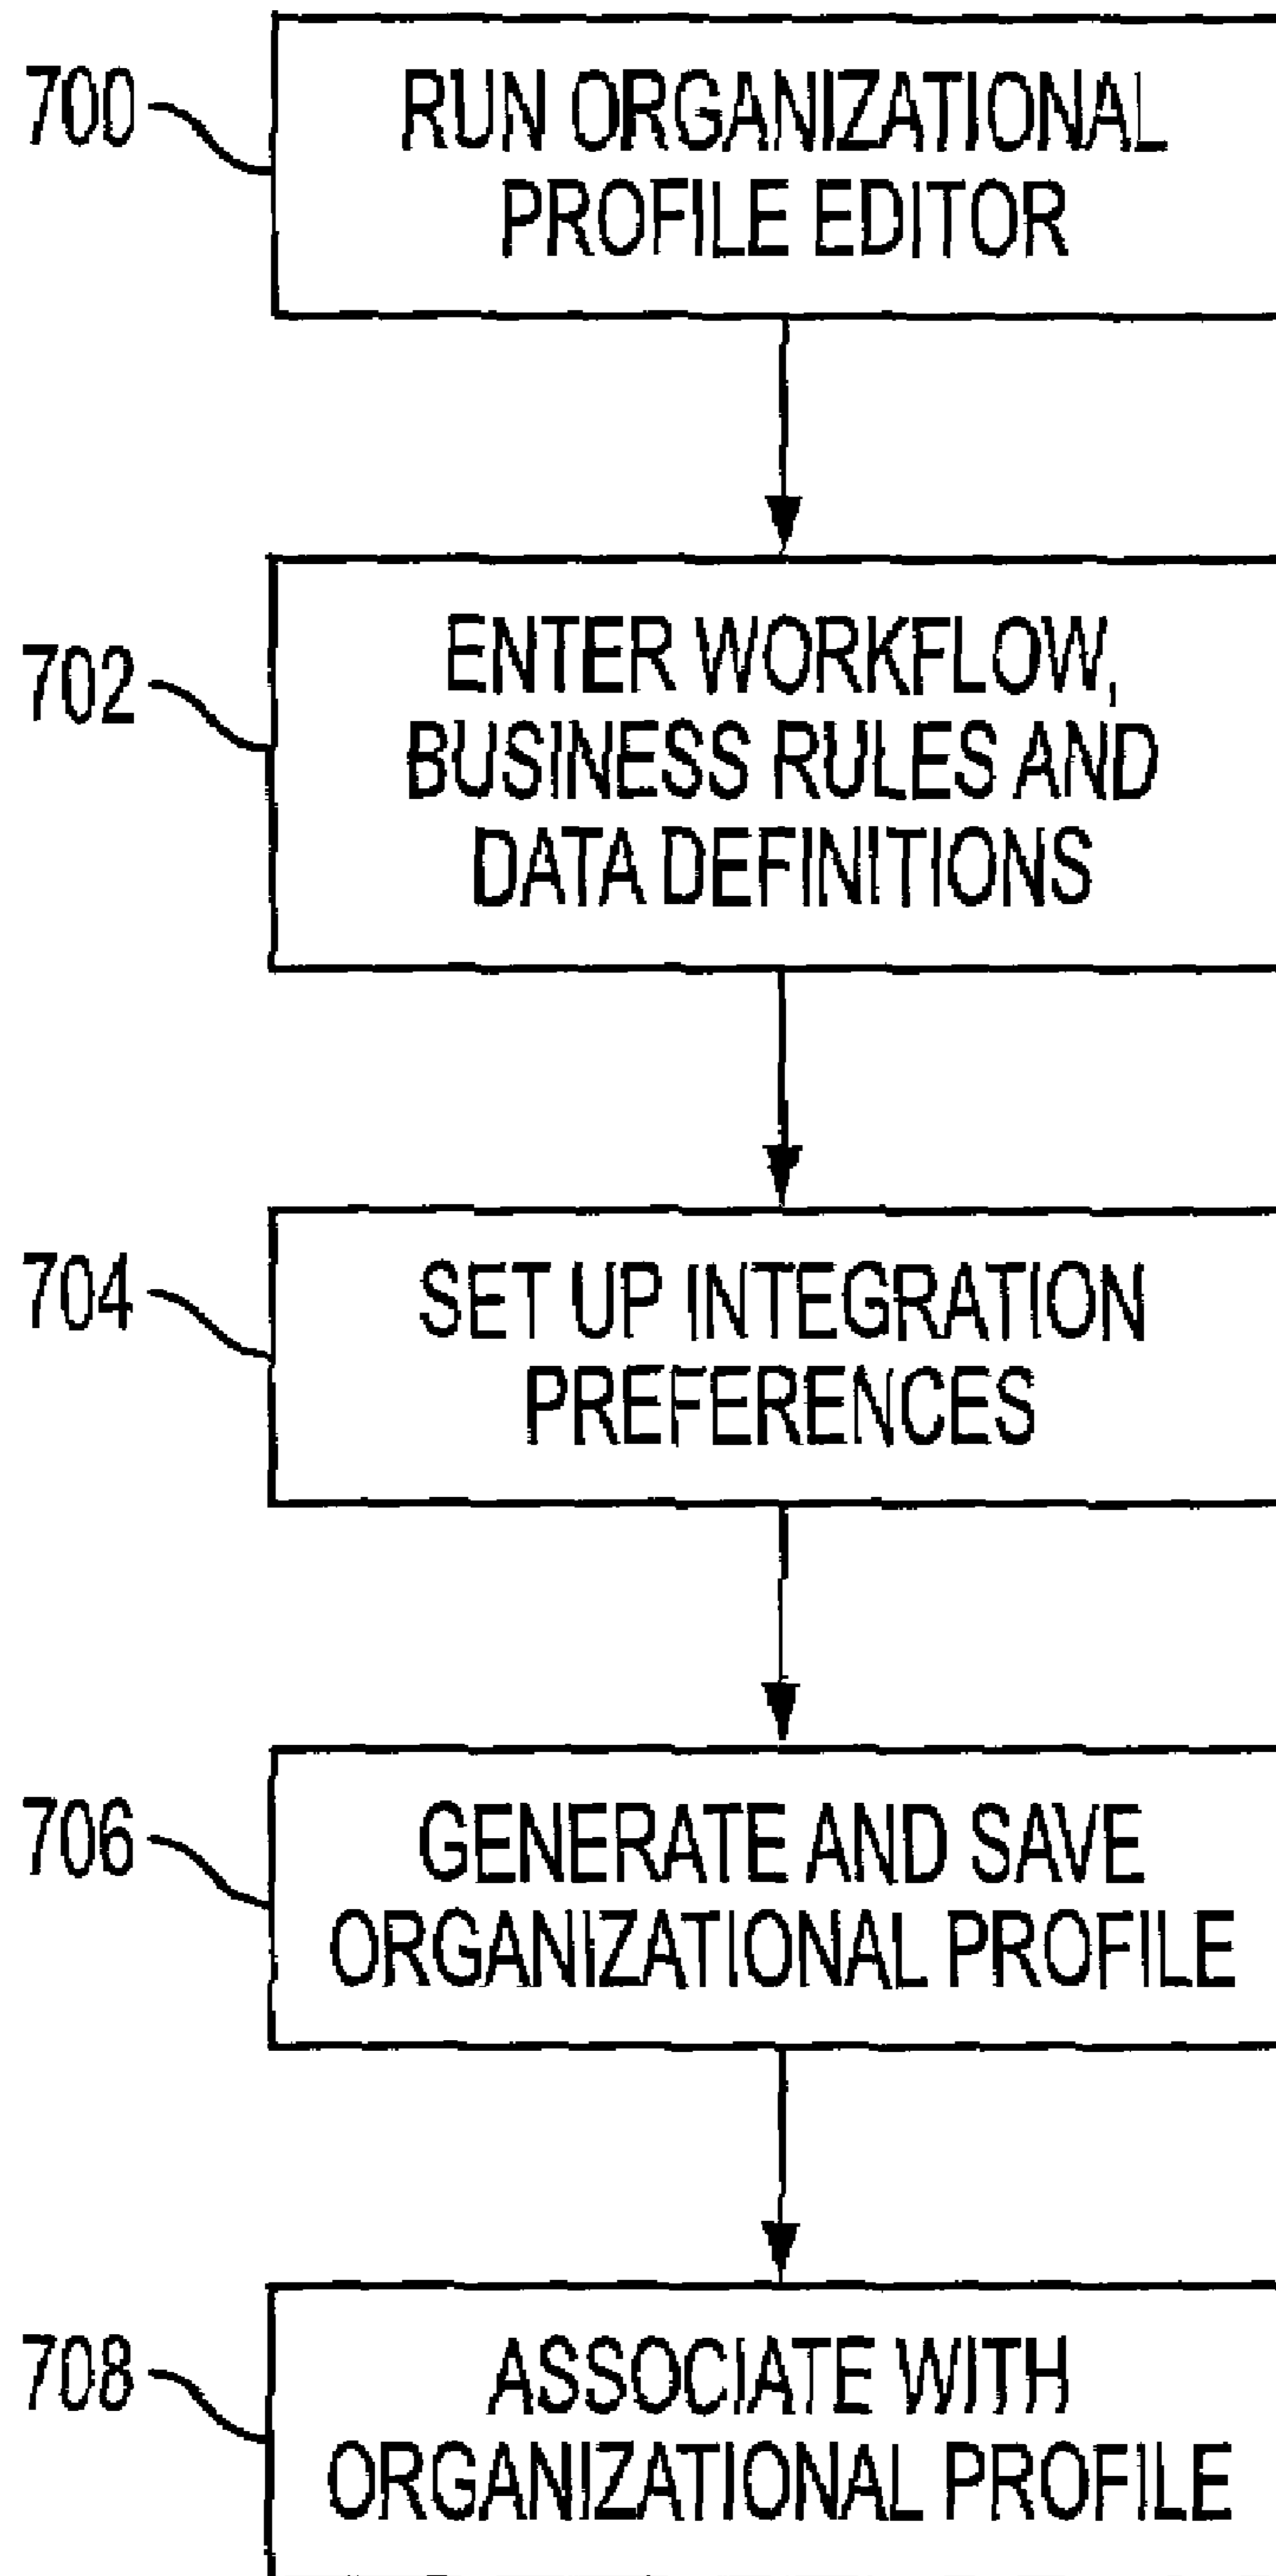 700
RUN ORGANIZATIONAL
PROFILE EDITOR
702
ENTER WORKFLOW,
BUSINESS RULES AND
DATA DEFINITIONS
704
SET UP INTEGRATION
PREFERENCES
706
GENERATE AND SAVE
ORGANIZATIONAL PROFILE
708
ASSOCIATE WITH
ORGANIZATIONAL PROFILE